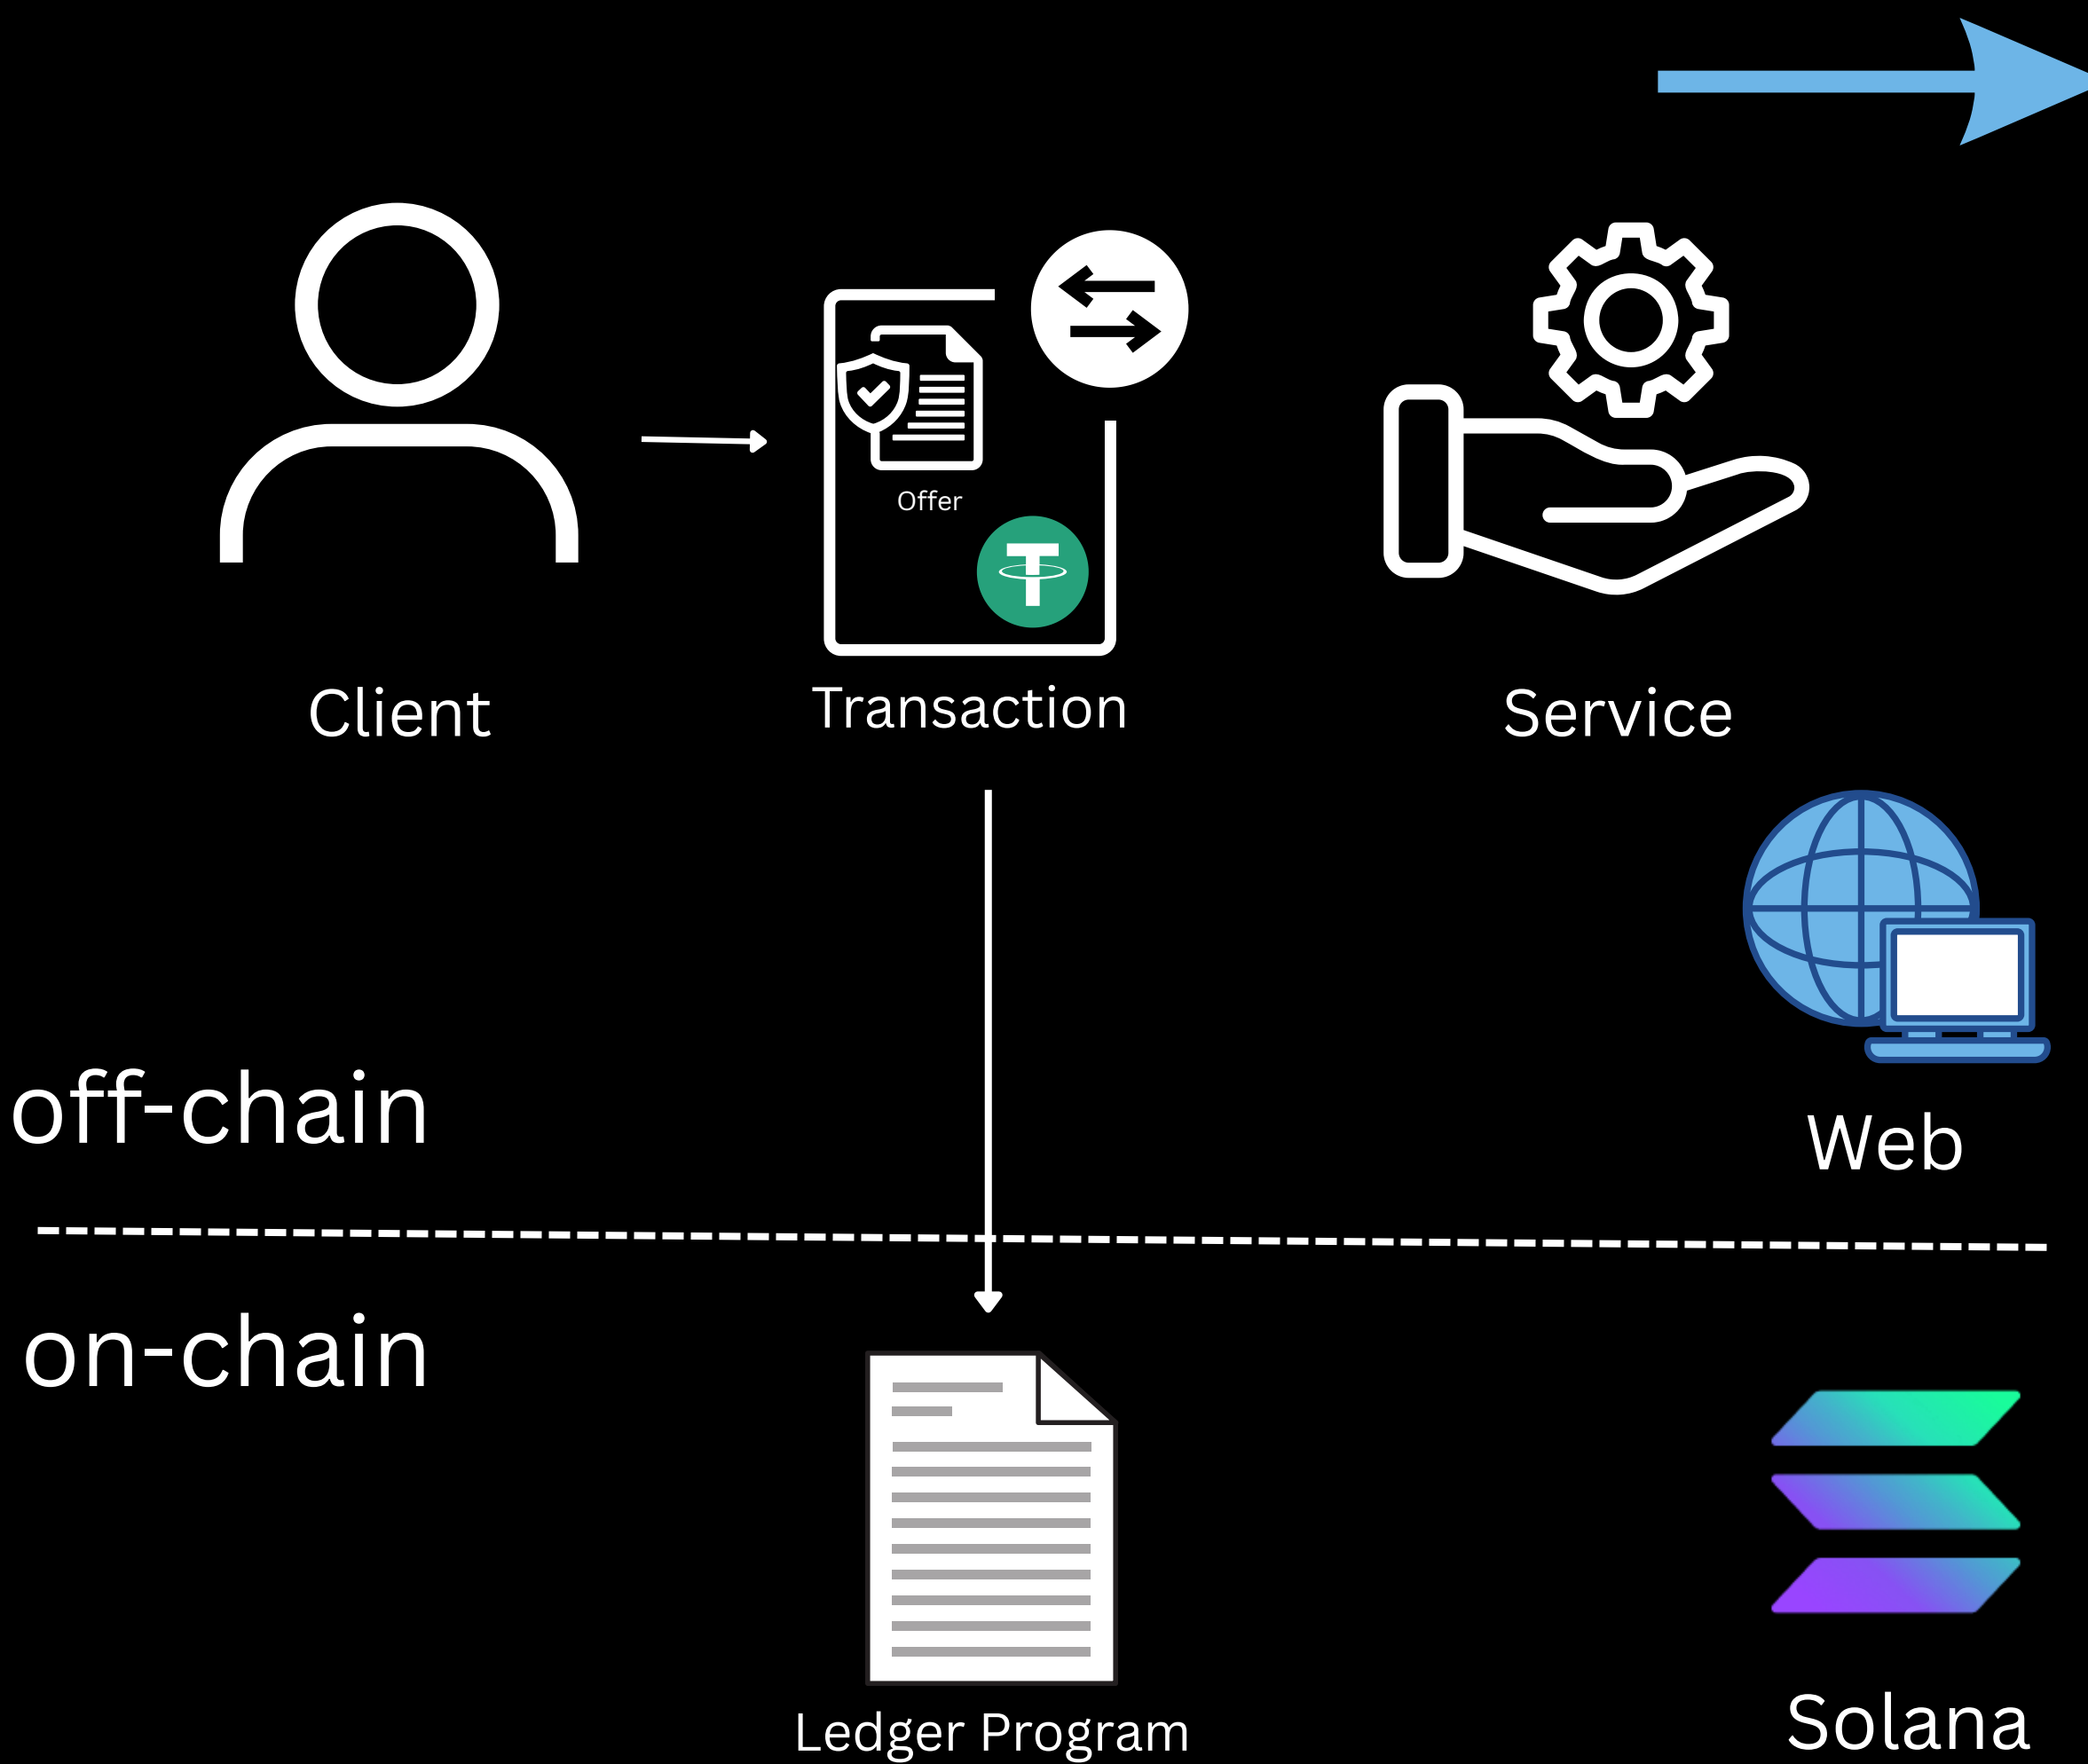 Offer
Client
Transaction
Service
off-chain
Web
on-chain
Ledger Program
Solana